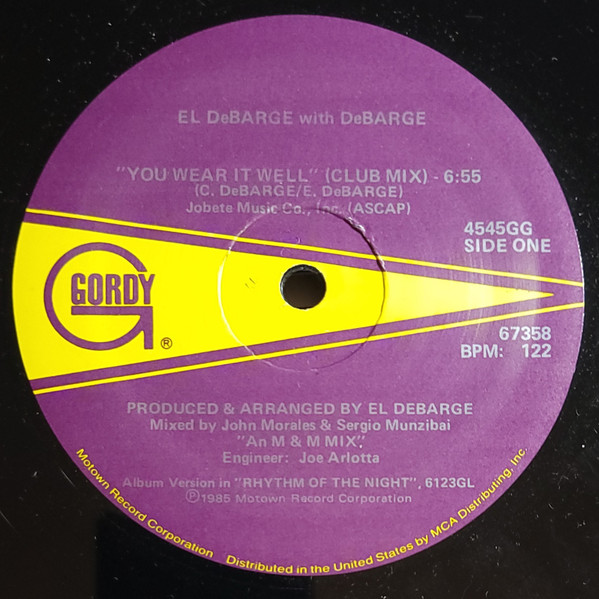 EL DeBARGE with DeBARGE
"YOU WEAR IT WELL" (CLUB MIX) - 6:55
(C. DeBARGE/E. DeBARGE)
Jobete Music Co., Inc. (ASCAP)
4545GG
SIDE ONE
GORDY
®
67358
BPM: 122
PRODUCED & ARRANGED BY EL DEBARGE
Mixed by John Morales & Sergio Munzibai
"An M & M MIX",
Engineer: Joe Arlotta
Album Version in "RHYTHM OF THE NIGHT", 6123GL
℗1985 Motown Record Corporation
Motown Record Corporation Distributed in the United States by MCA Distributing, Inc.